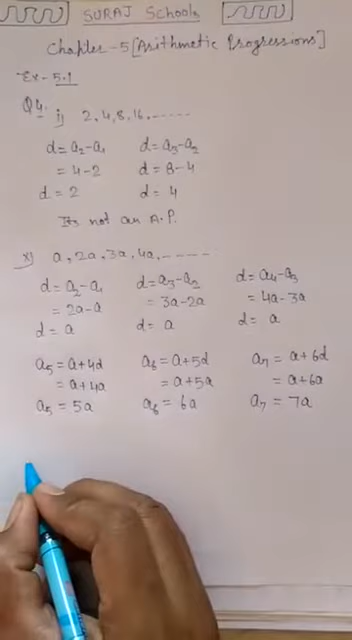 SURAJ Schools
Chapter-5 [Arithmetic Progressions]
Ex-5.1
Q4. i) 2, 4, 8, 16, -----
d = a₂-a₁ d = a₃-a₂
= 4-2 d = 8-4
d = 2 d = 4
Its not an A.P.
x) a, 2a, 3a, 4a, -----
d = a₂-a₁ d = a₃-a₂ d = a₄-a₃
= 2a-a = 3a-2a = 4a-3a
d = a d = a d = a
a₅ = a+4d a₆ = a+5d a₇ = a+6d
= a+4a = a+5a = a+6a
a₅ = 5a a₆ = 6a a₇ = 7a